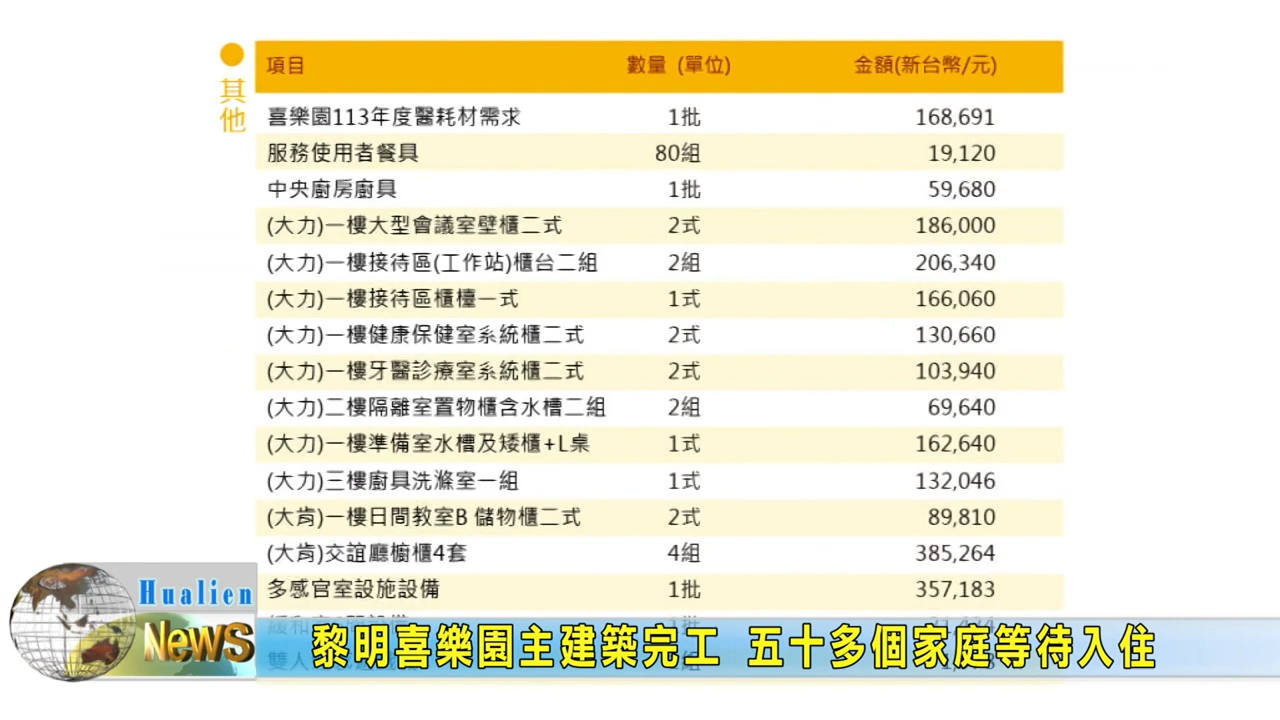 其他
項目 數量 (單位) 金額(新台幣/元)
喜樂園113年度醫耗材需求 1批 168,691
服務使用者餐具 80組 19,120
中央廚房廚具 1批 59,680
(大力)一樓大型會議室壁櫃二式 2式 186,000
(大力)一樓接待區(工作站)櫃台二組 2組 206,340
(大力)一樓接待區櫃檯一式 1式 166,060
(大力)一樓健康保健室系統櫃二式 2式 130,660
(大力)一樓牙醫診療室系統櫃二式 2式 103,940
(大力)二樓隔離室置物櫃含水槽二組 2組 69,640
(大力)一樓準備室水槽及矮櫃+L桌 1式 162,640
(大力)三樓廚具洗滌室一組 1式 132,046
(大肯)一樓日間教室B 儲物櫃二式 2式 89,810
(大肯)交誼廳櫥櫃4套 4組 385,264
多感官室設施設備 1批 357,183
Hualien
News
黎明喜樂園主建築完工 五十多個家庭等待入住